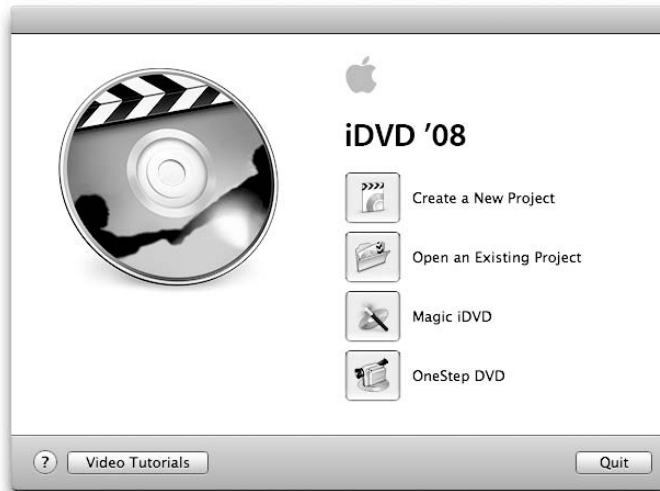 iDVD ’08
Create a New Project
Open an Existing Project
Magic iDVD
OneStep DVD
? Video Tutorials Quit